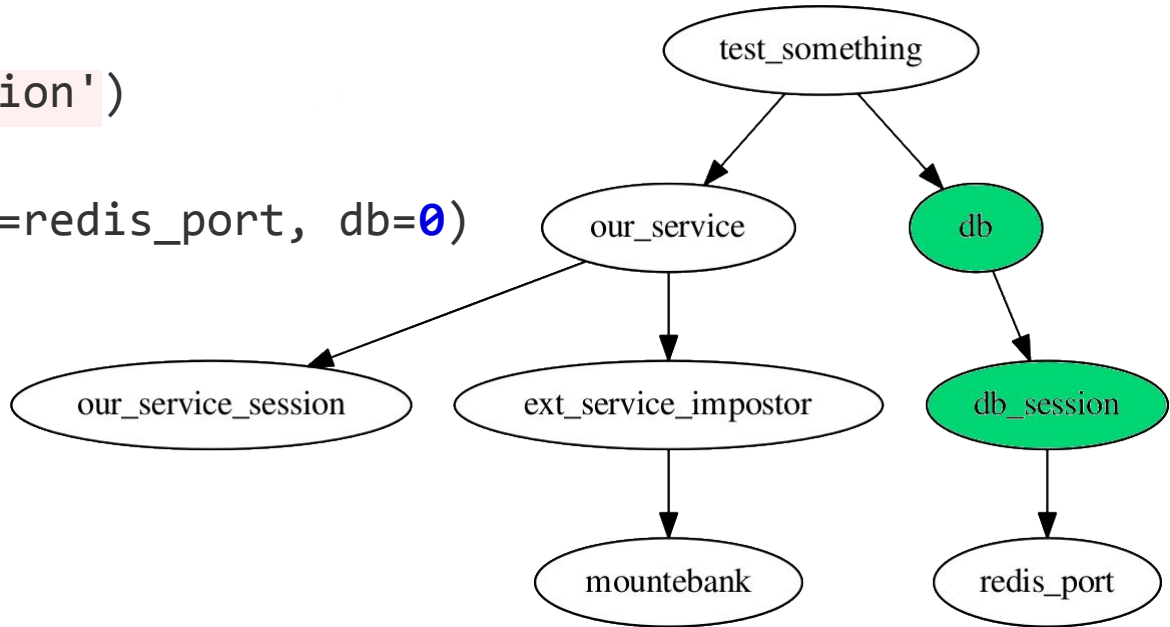 test_something
ion')
=redis_port, db=0)
our_service
db
our_service_session
ext_service_impostor
db_session
mountebank
redis_port